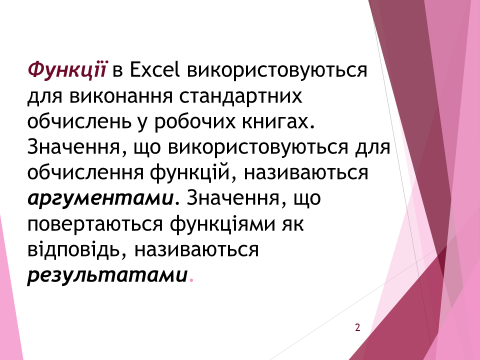 Функції в Excel використовуються
для виконання стандартних
обчислень у робочих книгах.
Значення, що використовуються для
обчислення функцій, називаються
аргументами. Значення, що
повертаються функціями як
відповідь, називаються
результатами.
2